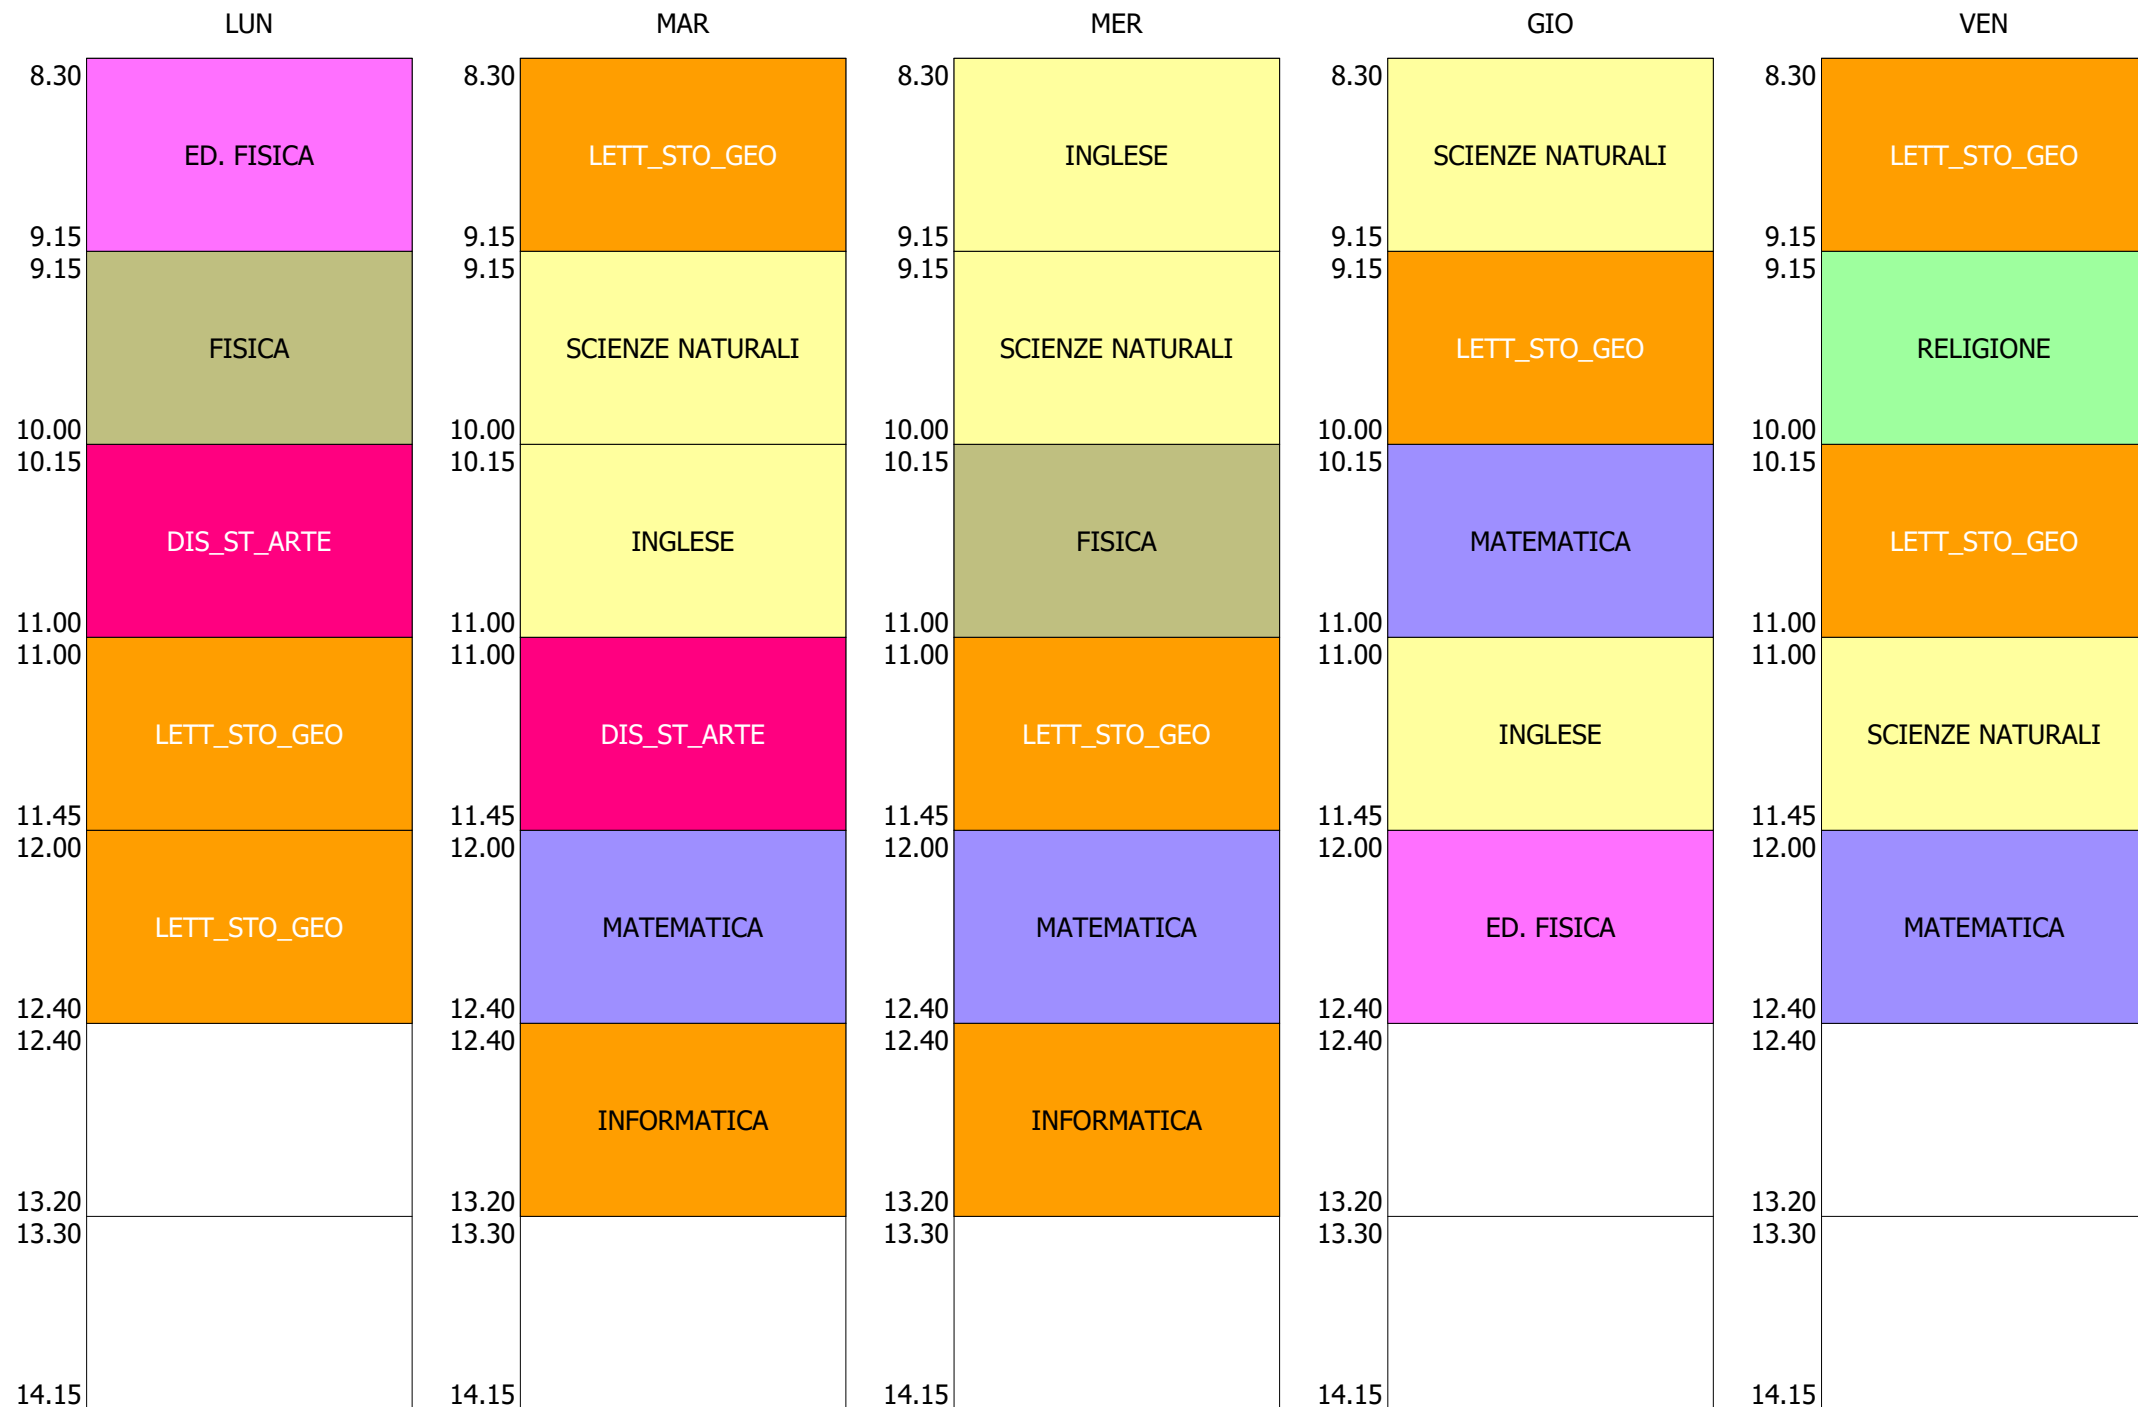 LUN MAR MER GIO VEN
8.30 8.30 8.30 8.30 8.30
ED. FISICA LETT_STO_GEO INGLESE SCIENZE NATURALI LETT_STO_GEO
9.15 9.15 9.15 9.15 9.15
9.15 9.15 9.15 9.15 9.15
FISICA SCIENZE NATURALI SCIENZE NATURALI LETT_STO_GEO RELIGIONE
10.00 10.00 10.00 10.00 10.00
10.15 10.15 10.15 10.15 10.15
DIS_ST_ARTE INGLESE FISICA MATEMATICA LETT_STO_GEO
11.00 11.00 11.00 11.00 11.00
11.00 11.00 11.00 11.00 11.00
LETT_STO_GEO DIS_ST_ARTE LETT_STO_GEO INGLESE SCIENZE NATURALI
11.45 11.45 11.45 11.45 11.45
12.00 12.00 12.00 12.00 12.00
LETT_STO_GEO MATEMATICA MATEMATICA ED. FISICA MATEMATICA
12.40 12.40 12.40 12.40 12.40
12.40 12.40 12.40 12.40 12.40
INFORMATICA INFORMATICA
13.20 13.20 13.20 13.20 13.20
13.30 13.30 13.30 13.30 13.30
14.15 14.15 14.15 14.15 14.15